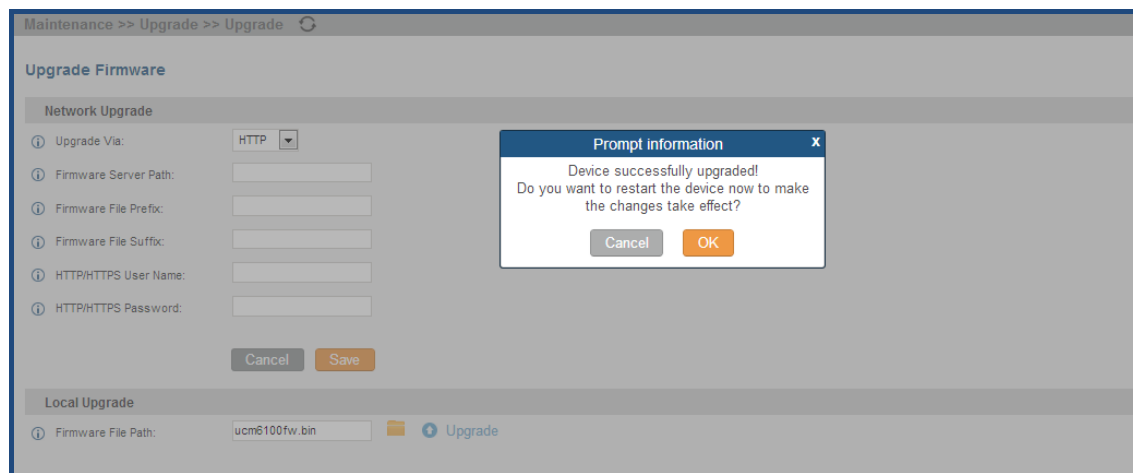 Maintenance >> Upgrade >> Upgrade
Upgrade Firmware
Network Upgrade
Upgrade Via:
HTTP
Firmware Server Path:
Firmware File Prefix:
Firmware File Suffix:
HTTP/HTTPS User Name:
HTTP/HTTPS Password:
Cancel Save
Prompt information x
Device successfully upgraded!
Do you want to restart the device now to make
the changes take effect?
Cancel OK
Local Upgrade
Firmware File Path: ucm6100fw.bin Upgrade